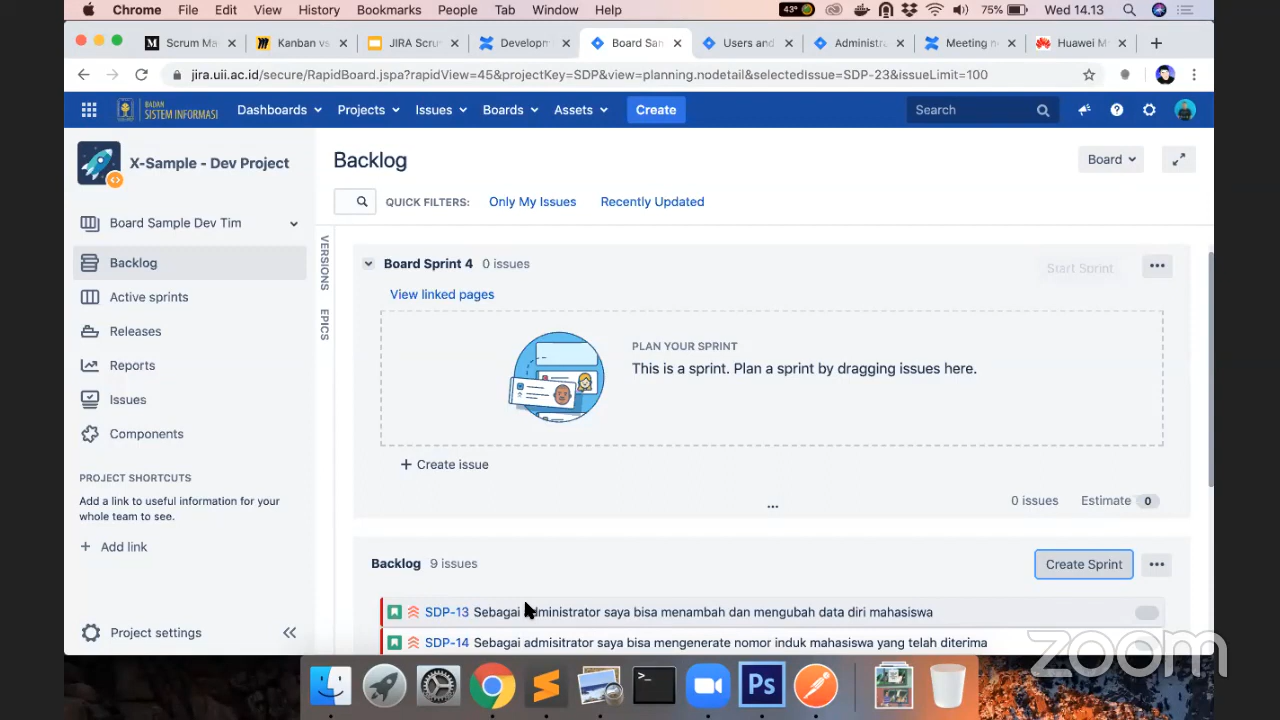 Chrome File Edit View History Bookmarks People Tab Window Help 43° 75% Wed 14.13
Scrum Ma Kanban vs JIRA Scru Developm Board San Users and Administra Meeting n Huawei M
jira.uii.ac.id/secure/RapidBoard.jspa?rapidView=45&projectKey=SDP&view=planning.nodetail&selectedIssue=SDP-23&issueLimit=100
BADAN
SISTEM INFORMASI
Dashboards Projects Issues Boards Assets Create Search
X-Sample - Dev Project
Board Sample Dev Tim
Backlog
Active sprints
Releases
Reports
Issues
Components
PROJECT SHORTCUTS
Add a link to useful information for your
whole team to see.
+ Add link
Project settings
Backlog
Board
QUICK FILTERS: Only My Issues Recently Updated
VERSIONS
EPICS
Board Sprint 4 0 issues
Start Sprint
View linked pages
PLAN YOUR SPRINT
This is a sprint. Plan a sprint by dragging issues here.
+ Create issue
0 issues Estimate 0
Backlog 9 issues
Create Sprint
SDP-13 Sebagai administrator saya bisa menambah dan mengubah data diri mahasiswa
SDP-14 Sebagai admisitrator saya bisa mengenerate nomor induk mahasiswa yang telah diterima
zoom
Ps